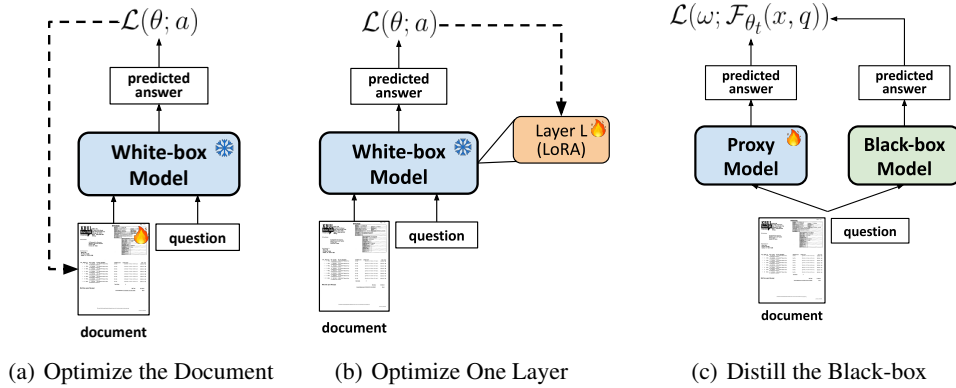 L(θ; a)
predicted
answer
White-box
Model
question
document
(a) Optimize the Document
L(θ; a)
predicted
answer
White-box
Model
Layer L
(LoRA)
question
document
(b) Optimize One Layer
L(ω; F_θt(x, q))
predicted
answer
predicted
answer
Proxy
Model
Black-box
Model
question
document
(c) Distill the Black-box